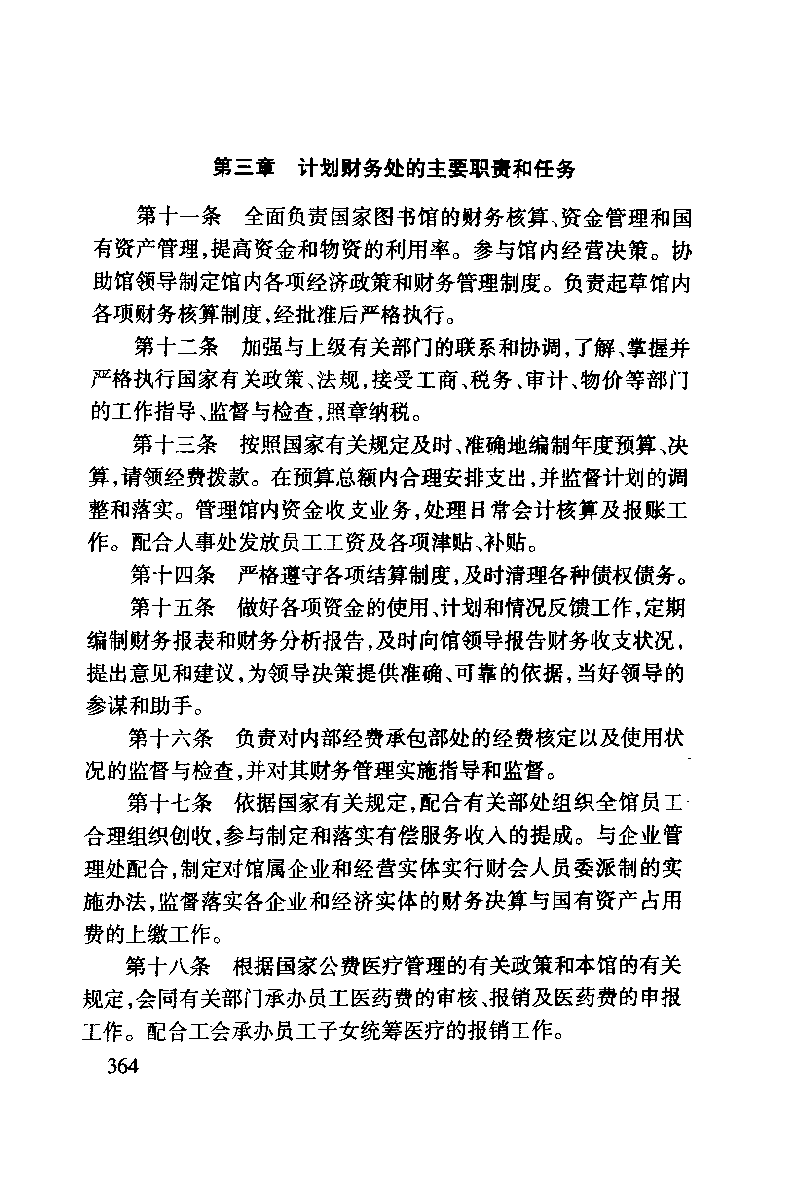 第三章　计划财务处的主要职责和任务
第十一条　全面负责国家图书馆的财务核算、资金管理和国
有资产管理,提高资金和物资的利用率。参与馆内经营决策。协
助馆领导制定馆内各项经济政策和财务管理制度。负责起草馆内
各项财务核算制度,经批准后严格执行。
第十二条　加强与上级有关部门的联系和协调,了解、掌握并
严格执行国家有关政策、法规,接受工商、税务、审计、物价等部门
的工作指导、监督与检查,照章纳税。
第十三条　按照国家有关规定及时、准确地编制年度预算、决
算,请领经费拨款。在预算总额内合理安排支出,并监督计划的调
整和落实。管理馆内资金收支业务,处理日常会计核算及报账工
作。配合人事处发放员工工资及各项津贴、补贴。
第十四条　严格遵守各项结算制度,及时清理各种债权债务。
第十五条　做好各项资金的使用、计划和情况反馈工作,定期
编制财务报表和财务分析报告,及时向馆领导报告财务收支状况,
提出意见和建议,为领导决策提供准确、可靠的依据,当好领导的
参谋和助手。
第十六条　负责对内部经费承包部处的经费核定以及使用状
况的监督与检查,并对其财务管理实施指导和监督。
第十七条　依据国家有关规定,配合有关部处组织全馆员工
合理组织创收,参与制定和落实有偿服务收入的提成。与企业管
理处配合,制定对馆属企业和经营实体实行财会人员委派制的实
施办法,监督落实各企业和经济实体的财务决算与国有资产占用
费的上缴工作。
第十八条　根据国家公费医疗管理的有关政策和本馆的有关
规定,会同有关部门承办员工医药费的审核、报销及医药费的申报
工作。配合工会承办员工子女统筹医疗的报销工作。
364